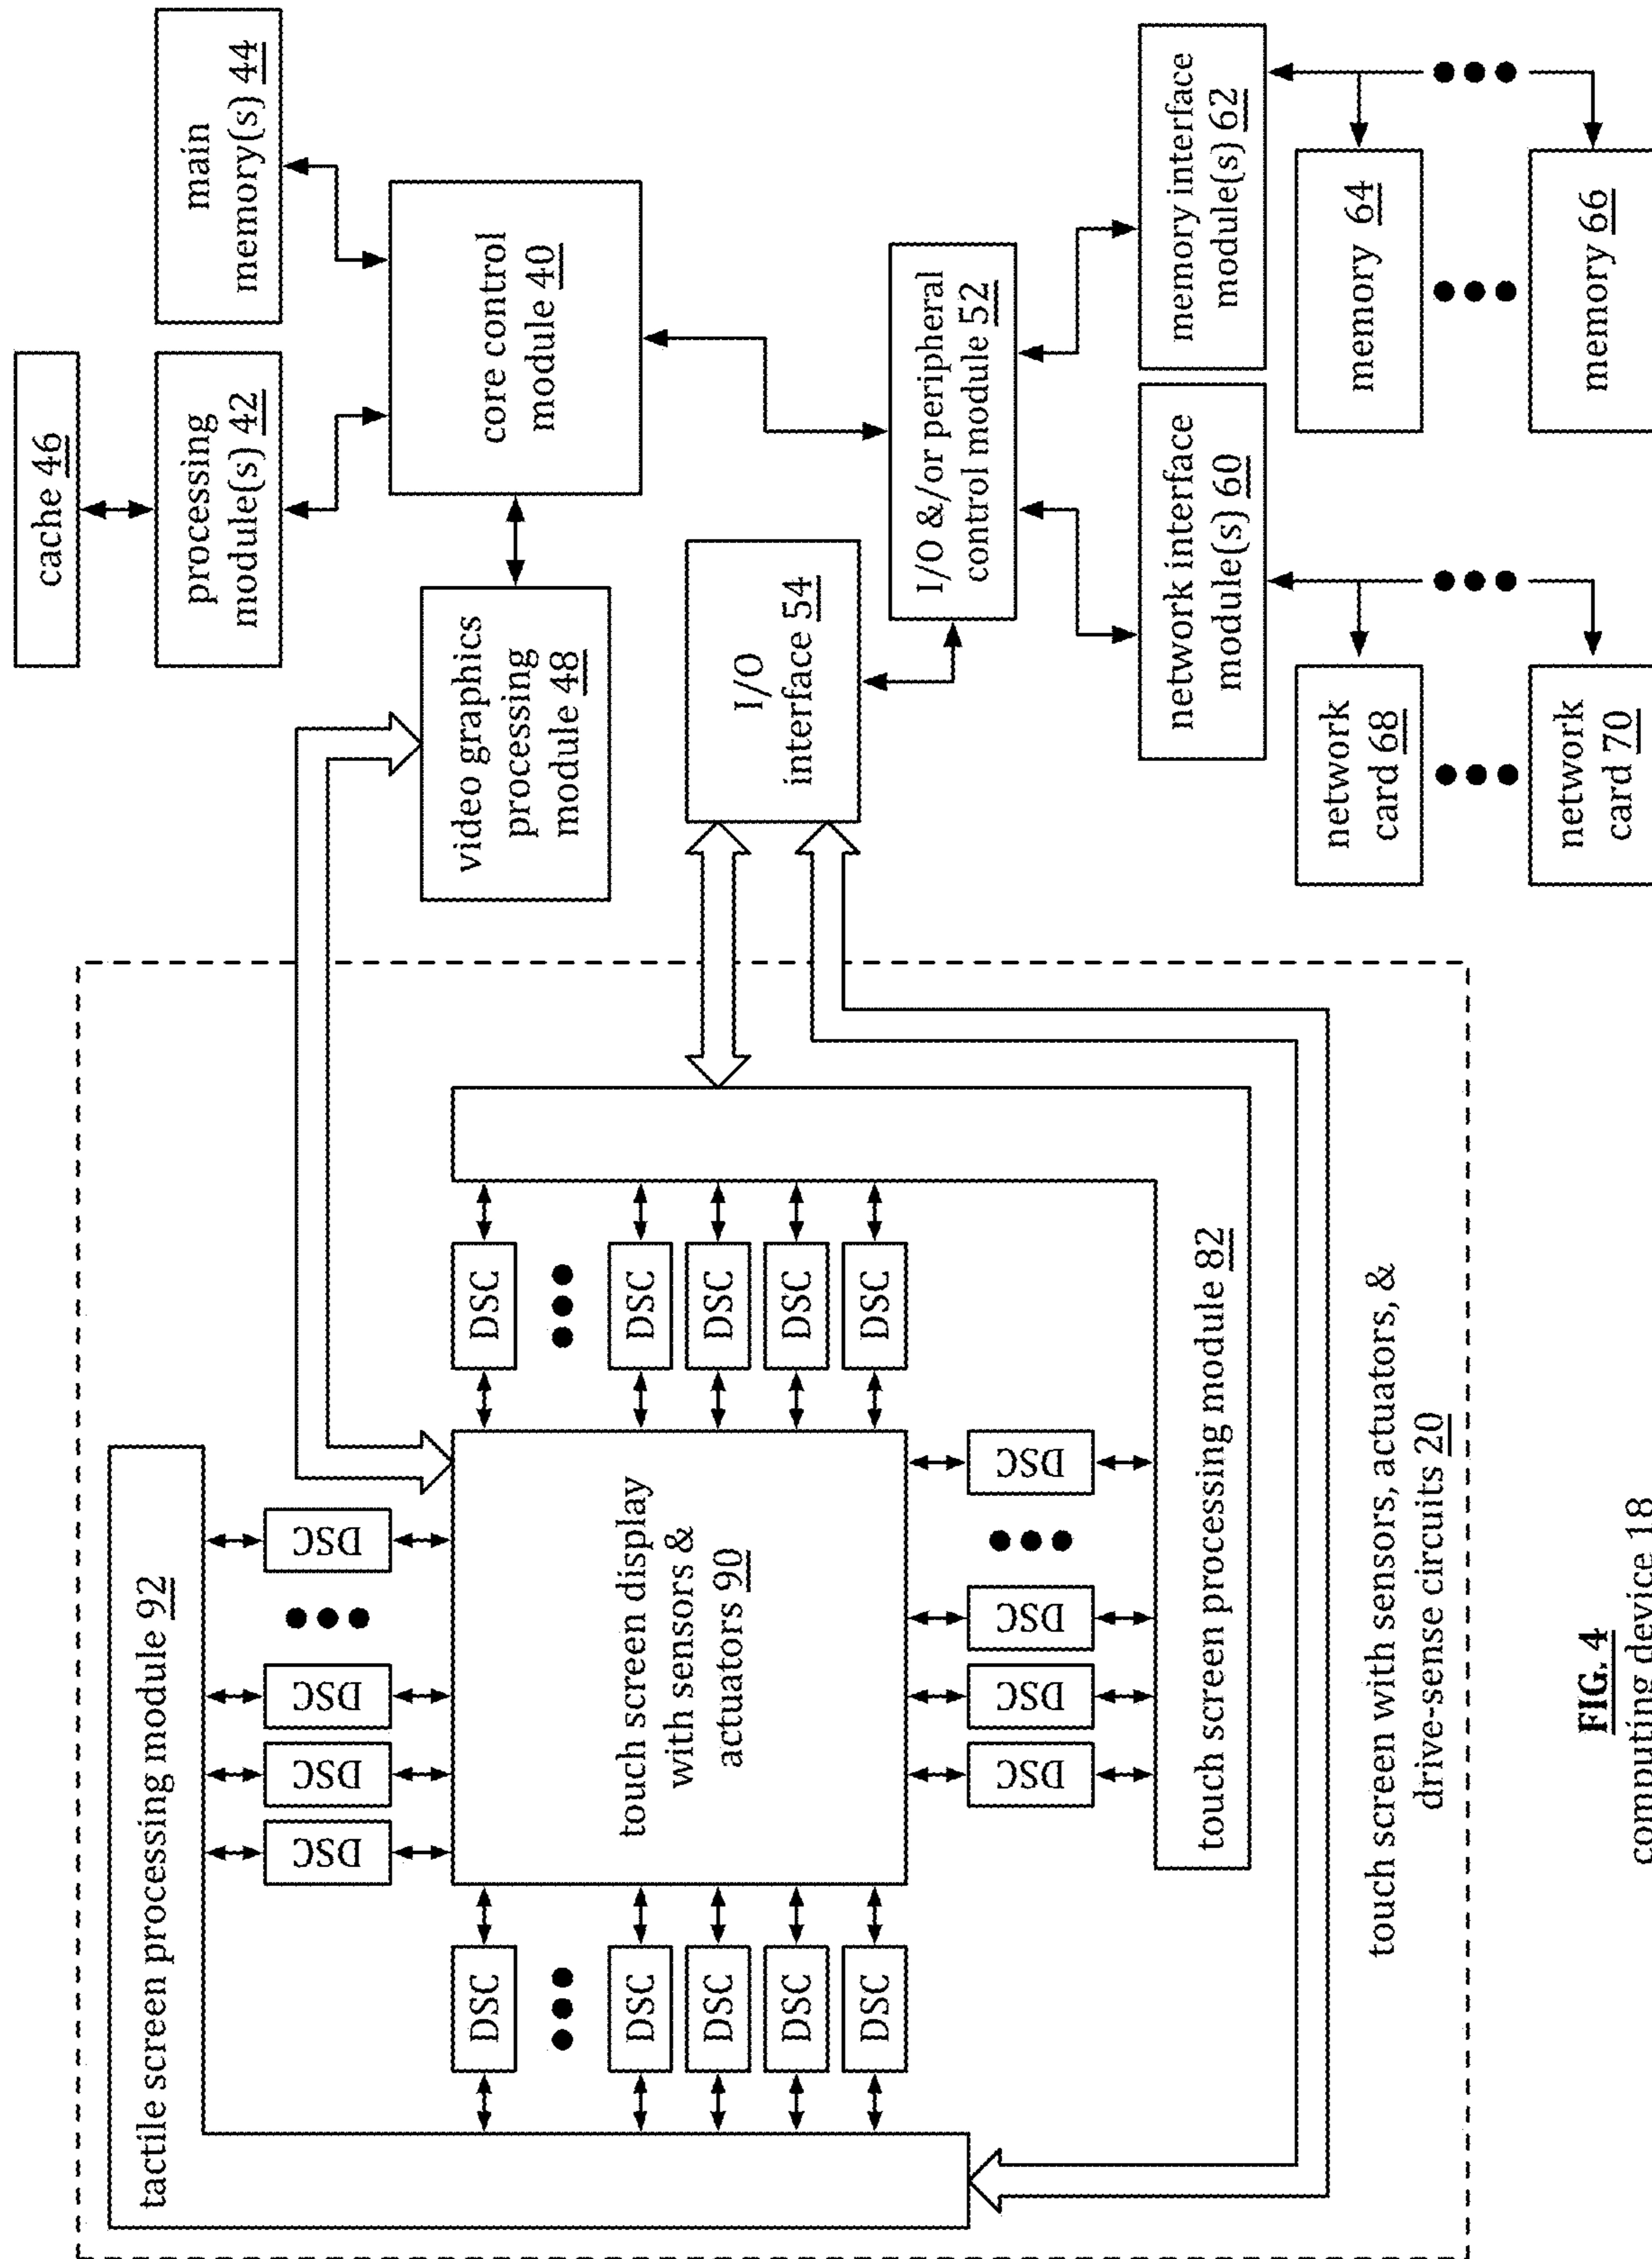 cache 46
processing
module(s) 42
main
memory(s) 44
core control
module 40
video graphics
processing
module 48
I/O
interface 54
I/O &/or peripheral
control module 52
network interface
module(s) 60
memory interface
module(s) 62
network
card 68
network
card 70
memory 64
memory 66
tactile screen processing module 92
DSC
DSC
DSC
DSC
DSC
DSC
DSC
DSC
DSC
touch screen display
with sensors &
actuators 90
DSC
DSC
DSC
DSC
DSC
DSC
DSC
DSC
DSC
touch screen processing module 82
touch screen with sensors, actuators, &
drive-sense circuits 20
FIG. 4
computing device 18